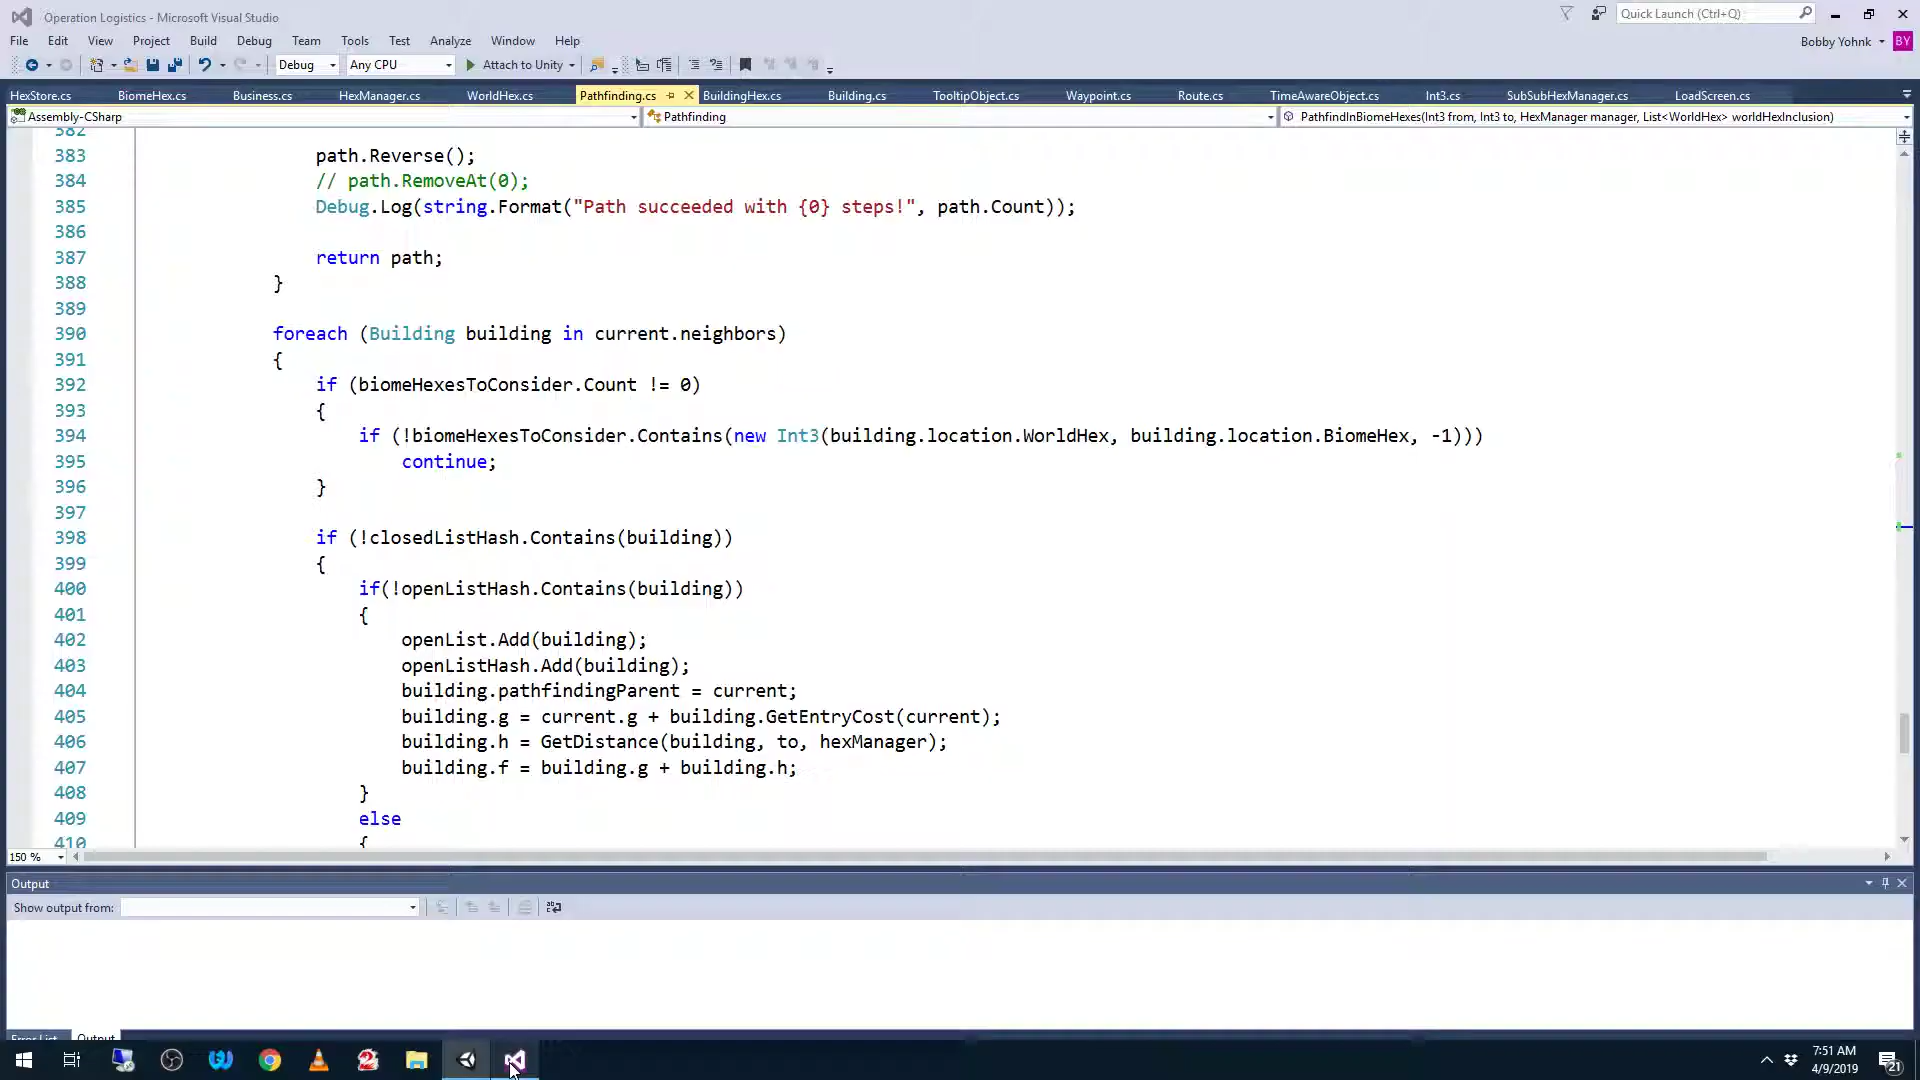 Operation Logistics - Microsoft Visual Studio
Quick Launch (Ctrl+Q)
File Edit View Project Build Debug Team Tools Test Analyze Window Help
Bobby Yohnk BY
Debug Any CPU Attach to Unity
HexStore.cs BiomeHex.cs Business.cs HexManager.cs WorldHex.cs Pathfinding.cs BuildingHex.cs Building.cs TooltipObject.cs Waypoint.cs Route.cs TimeAwareObject.cs Int3.cs SubSubHexManager.cs LoadScreen.cs
Assembly-CSharp Pathfinding PathfindInBiomeHexes(Int3 from, Int3 to, HexManager manager, List<WorldHex> worldHexInclusion)
382
383 path.Reverse();
384 // path.RemoveAt(0);
385 Debug.Log(string.Format("Path succeeded with {0} steps!", path.Count));
386
387 return path;
388 }
389
390 foreach (Building building in current.neighbors)
391 {
392 if (biomeHexesToConsider.Count != 0)
393 {
394 if (!biomeHexesToConsider.Contains(new Int3(building.location.WorldHex, building.location.BiomeHex, -1)))
395 continue;
396 }
397
398 if (!closedListHash.Contains(building))
399 {
400 if(!openListHash.Contains(building))
401 {
402 openList.Add(building);
403 openListHash.Add(building);
404 building.pathfindingParent = current;
405 building.g = current.g + building.GetEntryCost(current);
406 building.h = GetDistance(building, to, hexManager);
407 building.f = building.g + building.h;
408 }
409 else
410 {
150 %
Output
Show output from:
Error List Output
7:51 AM
4/9/2019
21